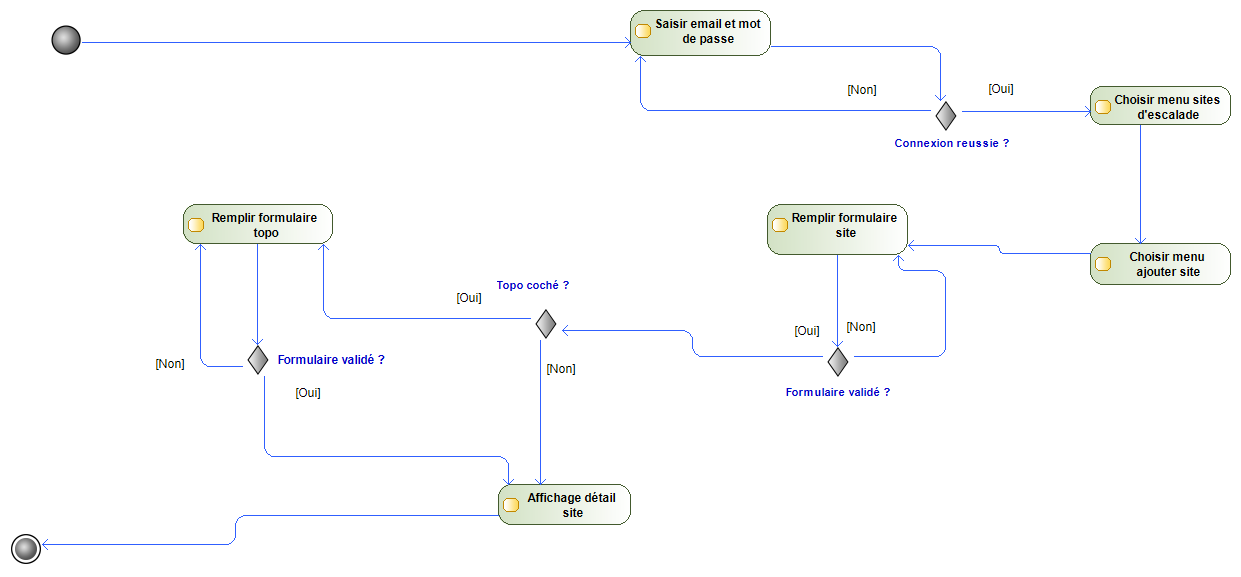 Saisir email et mot
de passe
[Non]
[Oui]
Choisir menu sites
d'escalade
Connexion reussie ?
Remplir formulaire
topo
Remplir formulaire
site
Choisir menu
ajouter site
Topo coché ?
[Oui]
[Oui]
[Non]
[Non]
Formulaire validé ?
[Non]
Formulaire validé ?
[Oui]
Affichage détail
site